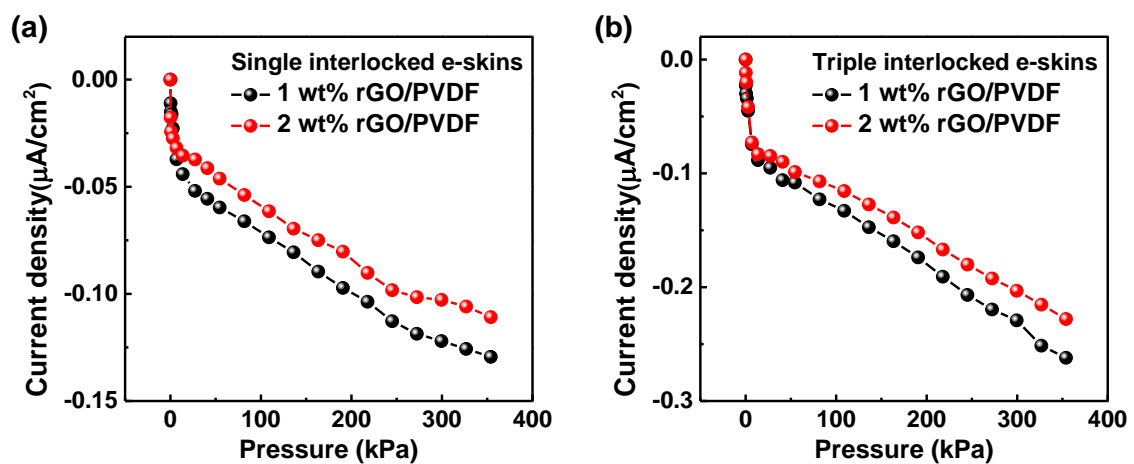 (a)
Single interlocked e-skins
1 wt% rGO/PVDF
2 wt% rGO/PVDF
0.00
-0.05
-0.10
-0.15
0
100
200
300
400
Current density(μA/cm²)
Pressure (kPa)
(b)
Triple interlocked e-skins
1 wt% rGO/PVDF
2 wt% rGO/PVDF
0.0
-0.1
-0.2
-0.3
0
100
200
300
400
Current density(μA/cm²)
Pressure (kPa)